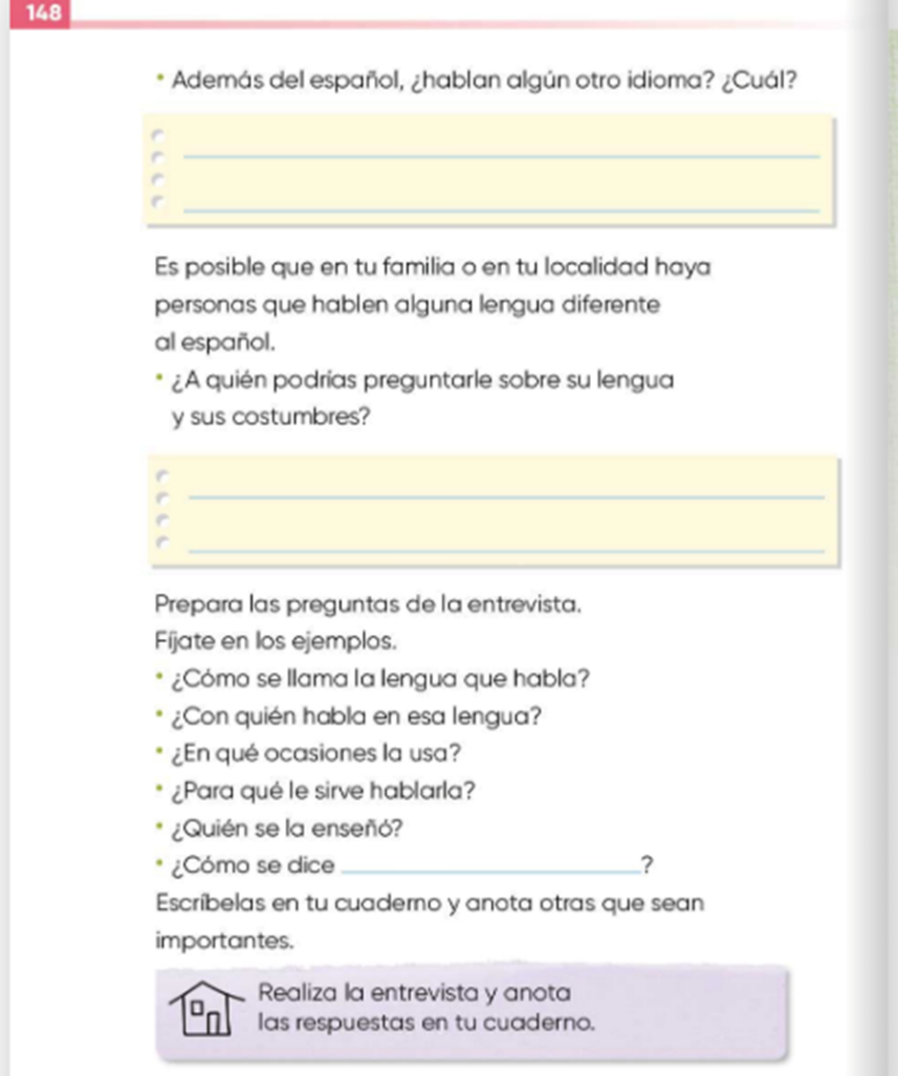 148
• Además del español, ¿hablan algún otro idioma? ¿Cuál?
Es posible que en tu familia o en tu localidad haya
personas que hablen alguna lengua diferente
al español.
• ¿A quién podrías preguntarle sobre su lengua
y sus costumbres?
Prepara las preguntas de la entrevista.
Fíjate en los ejemplos.
• ¿Cómo se llama la lengua que habla?
• ¿Con quién habla en esa lengua?
• ¿En qué ocasiones la usa?
• ¿Para qué le sirve hablarla?
• ¿Quién se la enseñó?
• ¿Cómo se dice ____________________?
Escríbelas en tu cuaderno y anota otras que sean
importantes.
Realiza la entrevista y anota
las respuestas en tu cuaderno.